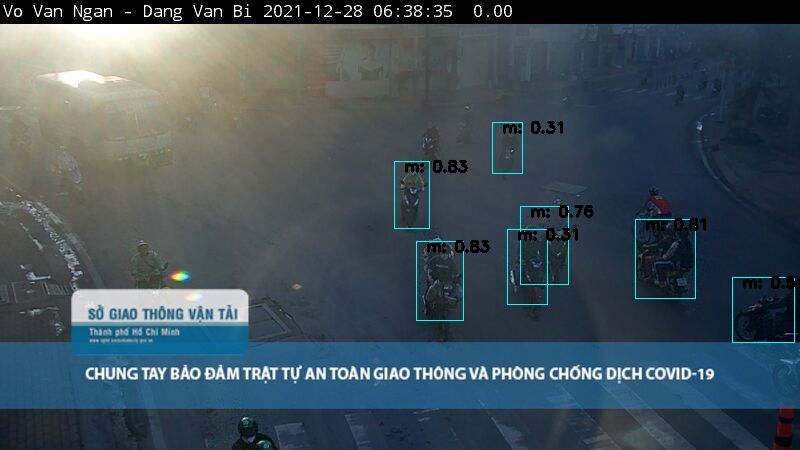 Vo Van Ngan - Dang Van Bi 2021-12-28 06:38:35 0.00
m: 0.31
m: 0.83
m: 0.76
m: 0.31
m: 0.81
m: 0.83
SỞ GIAO THÔNG VẬN TẢI
Thành phố Hồ Chí Minh
CHUNG TAY BẢO ĐẢM TRẬT TỰ AN TOÀN GIAO THÔNG VÀ PHÒNG CHỐNG DỊCH COVID-19